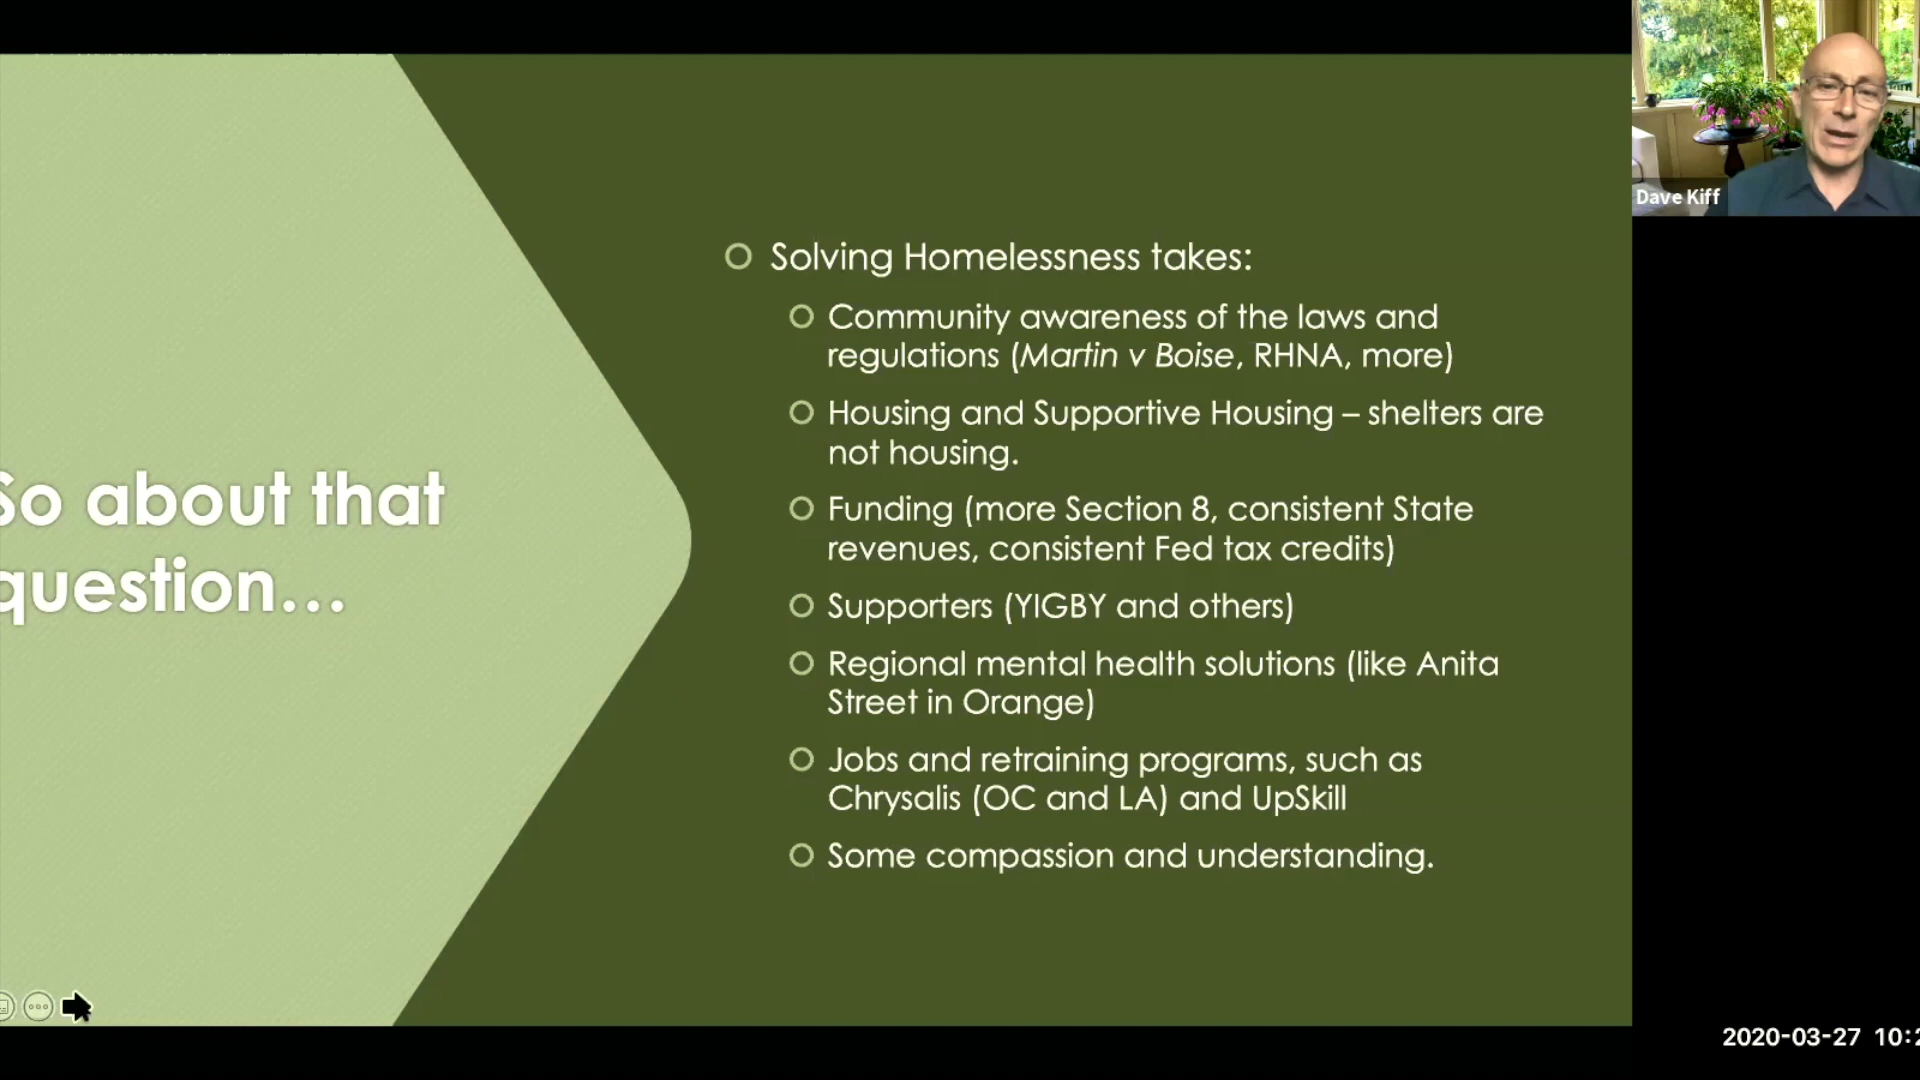 So about that
question...
Solving Homelessness takes:
Community awareness of the laws and
regulations (Martin v Boise, RHNA, more)
Housing and Supportive Housing – shelters are
not housing.
Funding (more Section 8, consistent State
revenues, consistent Fed tax credits)
Supporters (YIGBY and others)
Regional mental health solutions (like Anita
Street in Orange)
Jobs and retraining programs, such as
Chrysalis (OC and LA) and UpSkill
Some compassion and understanding.
Dave Kiff
2020-03-27 10:2